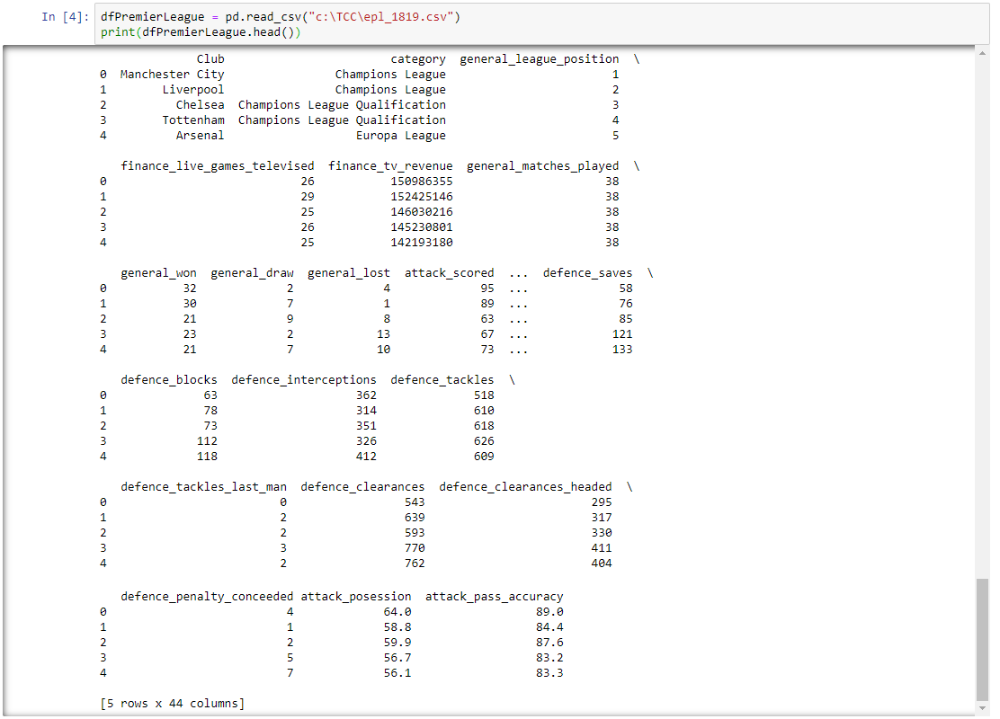 In [4]: dfPremierLeague = pd.read_csv("c:\TCC\epl_1819.csv")
print(dfPremierLeague.head())
Club category general_league_position \
0 Manchester City Champions League 1
1 Liverpool Champions League 2
2 Chelsea Champions League Qualification 3
3 Tottenham Champions League Qualification 4
4 Arsenal Europa League 5
finance_live_games_televised finance_tv_revenue general_matches_played \
0 26 150986355 38
1 29 152425146 38
2 25 146030216 38
3 26 145230801 38
4 25 142193180 38
general_won general_draw general_lost attack_scored ... defence_saves \
0 32 2 4 95 ... 58
1 30 7 1 89 ... 76
2 21 9 8 63 ... 85
3 23 2 13 67 ... 121
4 21 7 10 73 ... 133
defence_blocks defence_interceptions defence_tackles \
0 63 362 518
1 78 314 610
2 73 351 618
3 112 326 626
4 118 412 609
defence_tackles_last_man defence_clearances defence_clearances_headed \
0 0 543 295
1 2 639 317
2 2 593 330
3 3 770 411
4 2 762 404
defence_penalty_conceeded attack_posession attack_pass_accuracy
0 4 64.0 89.0
1 1 58.8 84.4
2 2 59.9 87.6
3 5 56.7 83.2
4 7 56.1 83.3
[5 rows x 44 columns]